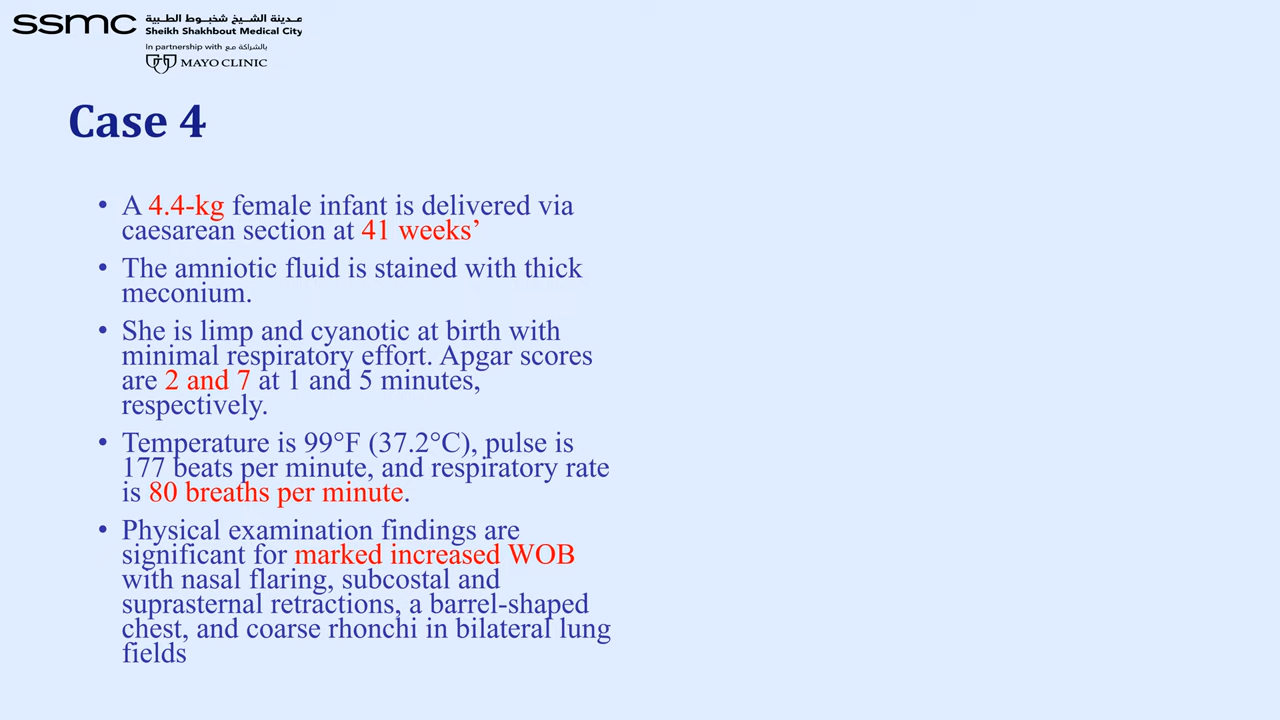 ssmc
مدينة الشيخ شخبوط الطبية
Sheikh Shakhbout Medical City
In partnership with بالشراكة مع
MAYO CLINIC
Case 4
• A 4.4-kg female infant is delivered via
caesarean section at 41 weeks’
• The amniotic fluid is stained with thick
meconium.
• She is limp and cyanotic at birth with
minimal respiratory effort. Apgar scores
are 2 and 7 at 1 and 5 minutes,
respectively.
• Temperature is 99°F (37.2°C), pulse is
177 beats per minute, and respiratory rate
is 80 breaths per minute.
• Physical examination findings are
significant for marked increased WOB
with nasal flaring, subcostal and
suprasternal retractions, a barrel-shaped
chest, and coarse rhonchi in bilateral lung
fields